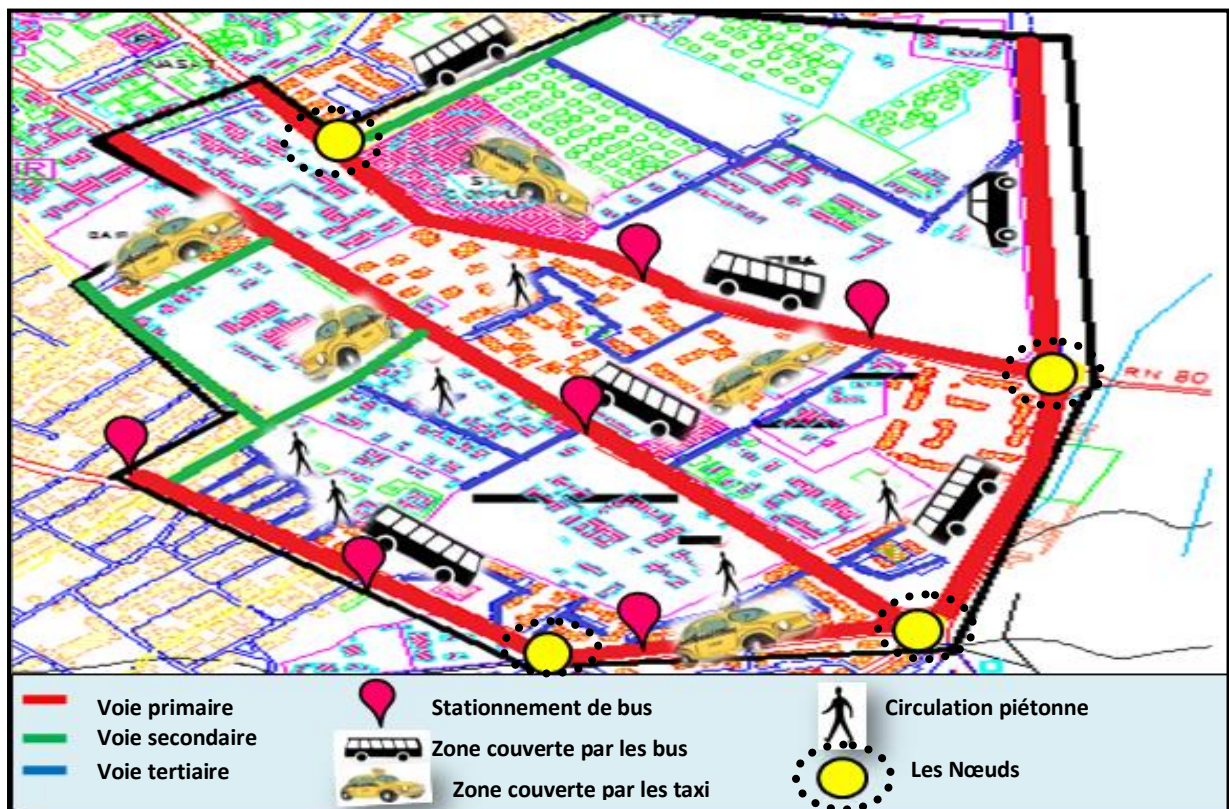 RN 80
Voie primaire
Voie secondaire
Voie tertiaire
Stationnement de bus
Zone couverte par les bus
Zone couverte par les taxi
Circulation piétonne
Les Nœuds